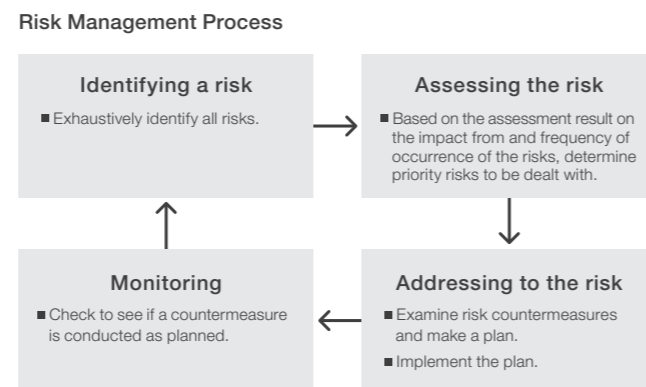 Risk Management Process
Identifying a risk
■ Exhaustively identify all risks.
Assessing the risk
■ Based on the assessment result on
the impact from and frequency of
occurrence of the risks, determine
priority risks to be dealt with.
Monitoring
■ Check to see if a countermeasure
is conducted as planned.
Addressing to the risk
■ Examine risk countermeasures
and make a plan.
■ Implement the plan.